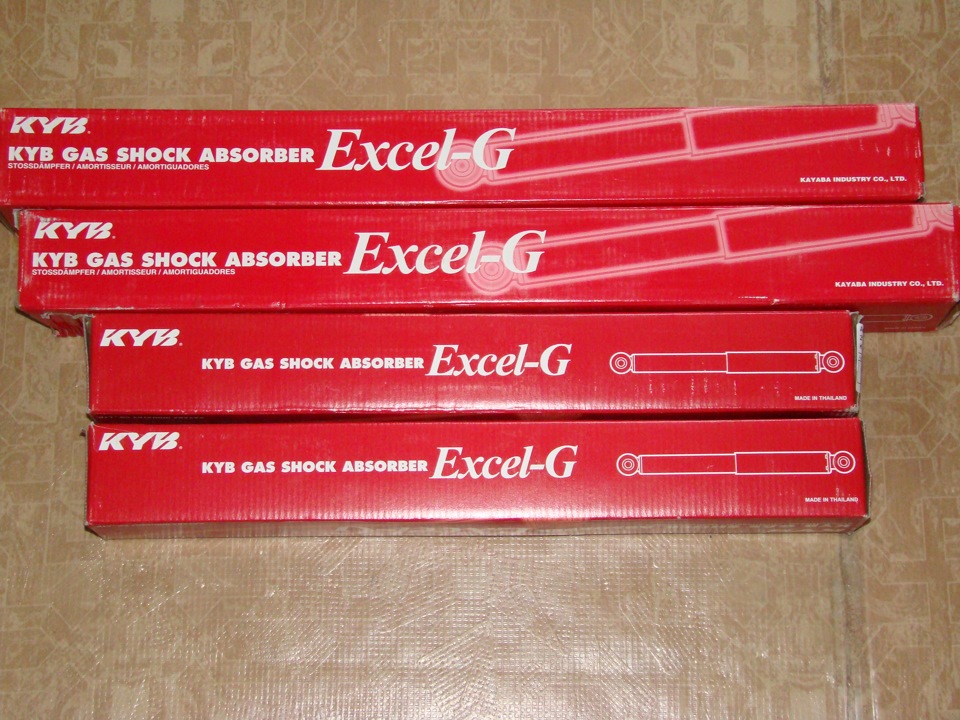 KYB
KYB GAS SHOCK ABSORBER Excel-G
STOSSDÄMPFER / AMORTISSEUR / AMORTIGUADORES
KAYABA INDUSTRY CO., LTD.
KYB
KYB GAS SHOCK ABSORBER Excel-G
STOSSDÄMPFER / AMORTISSEUR / AMORTIGUADORES
KAYABA INDUSTRY CO., LTD.
KYB
KYB GAS SHOCK ABSORBER Excel-G
MADE IN THAILAND
KYB
KYB GAS SHOCK ABSORBER Excel-G
MADE IN THAILAND